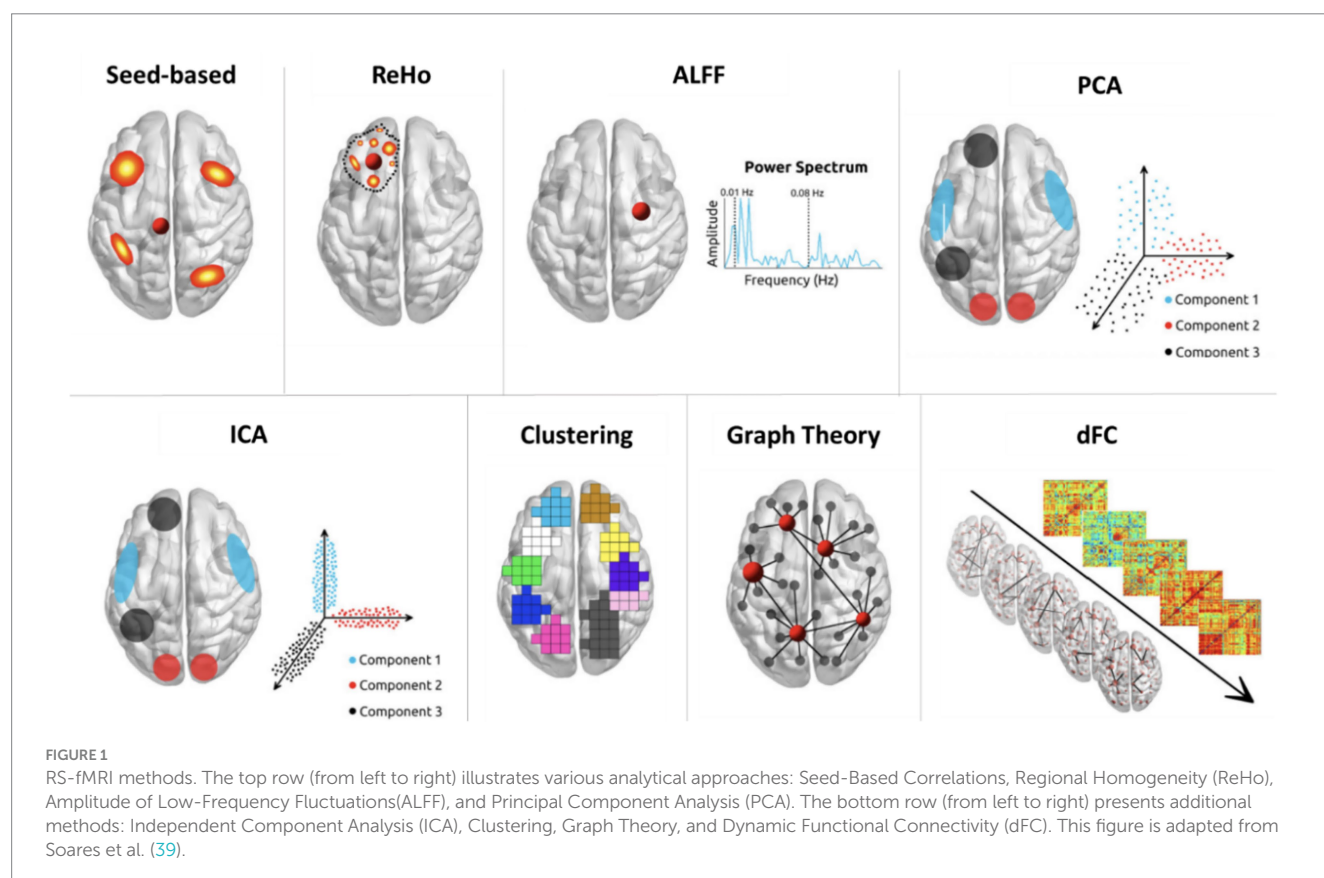 Seed-based
ReHo
ALFF
PCA
Power Spectrum
0.01 Hz
0.08 Hz
Amplitude
Frequency (Hz)
Component 1
Component 2
Component 3
ICA
Clustering
Graph Theory
dFC
Component 1
Component 2
Component 3
FIGURE 1
RS-fMRI methods. The top row (from left to right) illustrates various analytical approaches: Seed-Based Correlations, Regional Homogeneity (ReHo),
Amplitude of Low-Frequency Fluctuations(ALFF), and Principal Component Analysis (PCA). The bottom row (from left to right) presents additional
methods: Independent Component Analysis (ICA), Clustering, Graph Theory, and Dynamic Functional Connectivity (dFC). This figure is adapted from
Soares et al. (39).